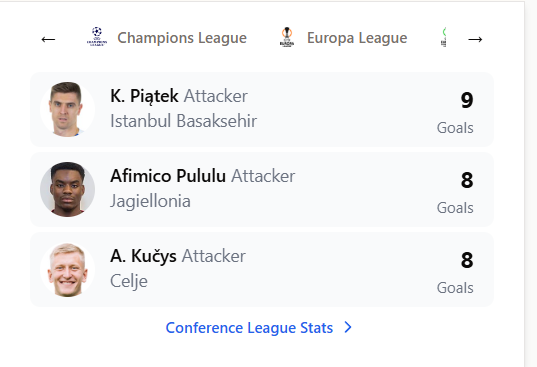 ← Champions League Europa League →
K. Piątek Attacker
Istanbul Basaksehir
9
Goals
Afimico Pululu Attacker
Jagiellonia
8
Goals
A. Kučys Attacker
Celje
8
Goals
Conference League Stats >